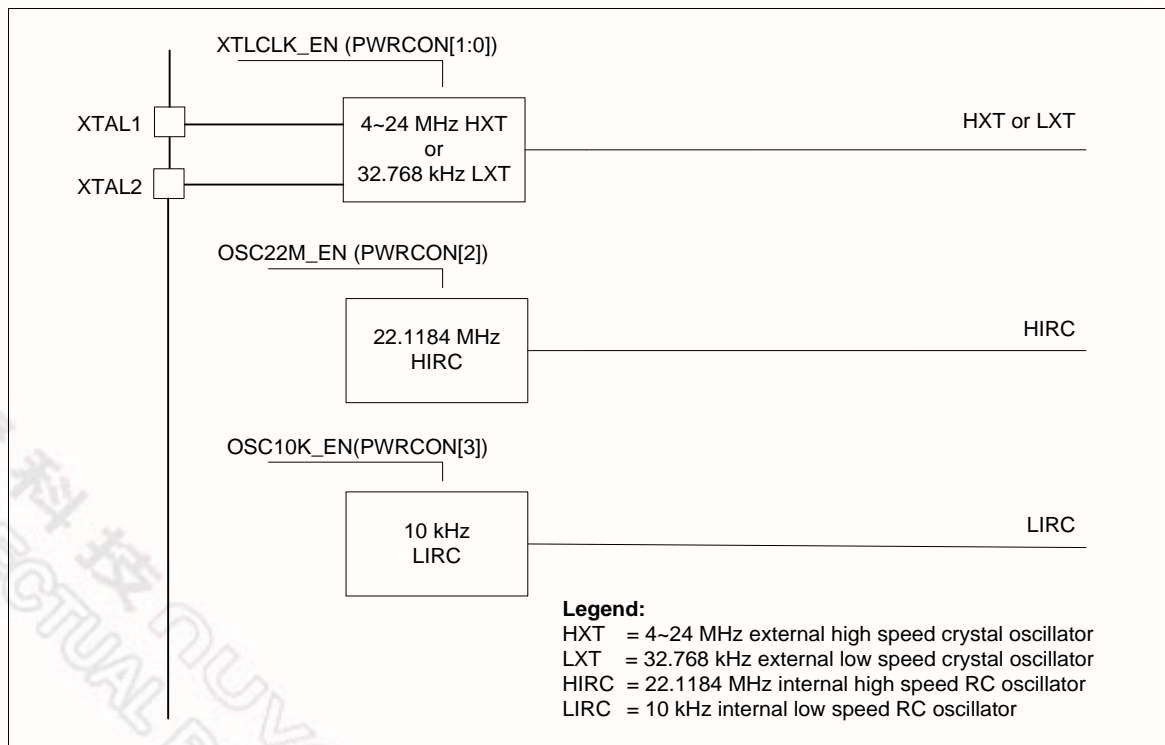 XTLCLK_EN (PWRCON[1:0])
XTAL1
XTAL2
4~24 MHz HXT
or
32.768 kHz LXT
HXT or LXT
OSC22M_EN (PWRCON[2])
22.1184 MHz
HIRC
HIRC
OSC10K_EN(PWRCON[3])
10 kHz
LIRC
LIRC
Legend:
HXT = 4~24 MHz external high speed crystal oscillator
LXT = 32.768 kHz external low speed crystal oscillator
HIRC = 22.1184 MHz internal high speed RC oscillator
LIRC = 10 kHz internal low speed RC oscillator
科技